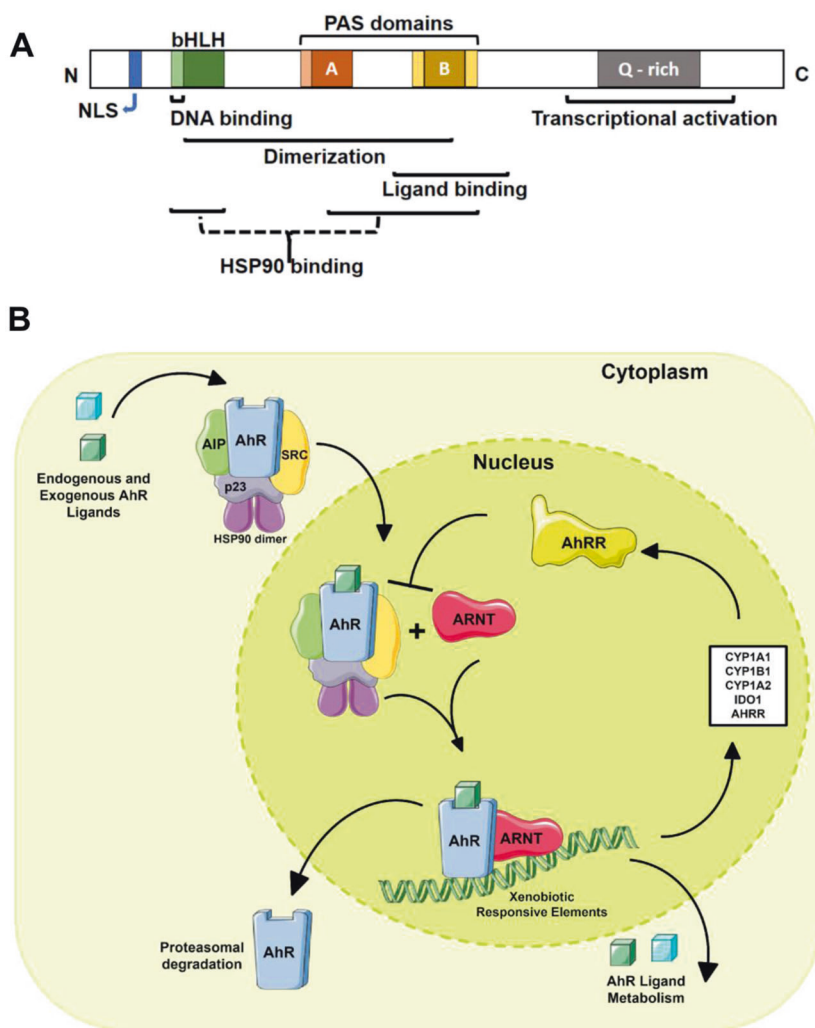 A
PAS domains
bHLH
N
A
B
Q - rich
C
NLS
DNA binding
Transcriptional activation
Dimerization
Ligand binding
HSP90 binding
B
Cytoplasm
Nucleus
AIP
AhR
SRC
p23
HSP90 dimer
Endogenous and
Exogenous AhR
Ligands
AhRR
AhR
+
ARNT
CYP1A1
CYP1B1
CYP1A2
IDO1
AHRR
AhR
ARNT
Xenobiotic
Responsive Elements
Proteasomal
degradation
AhR
AhR Ligand
Metabolism